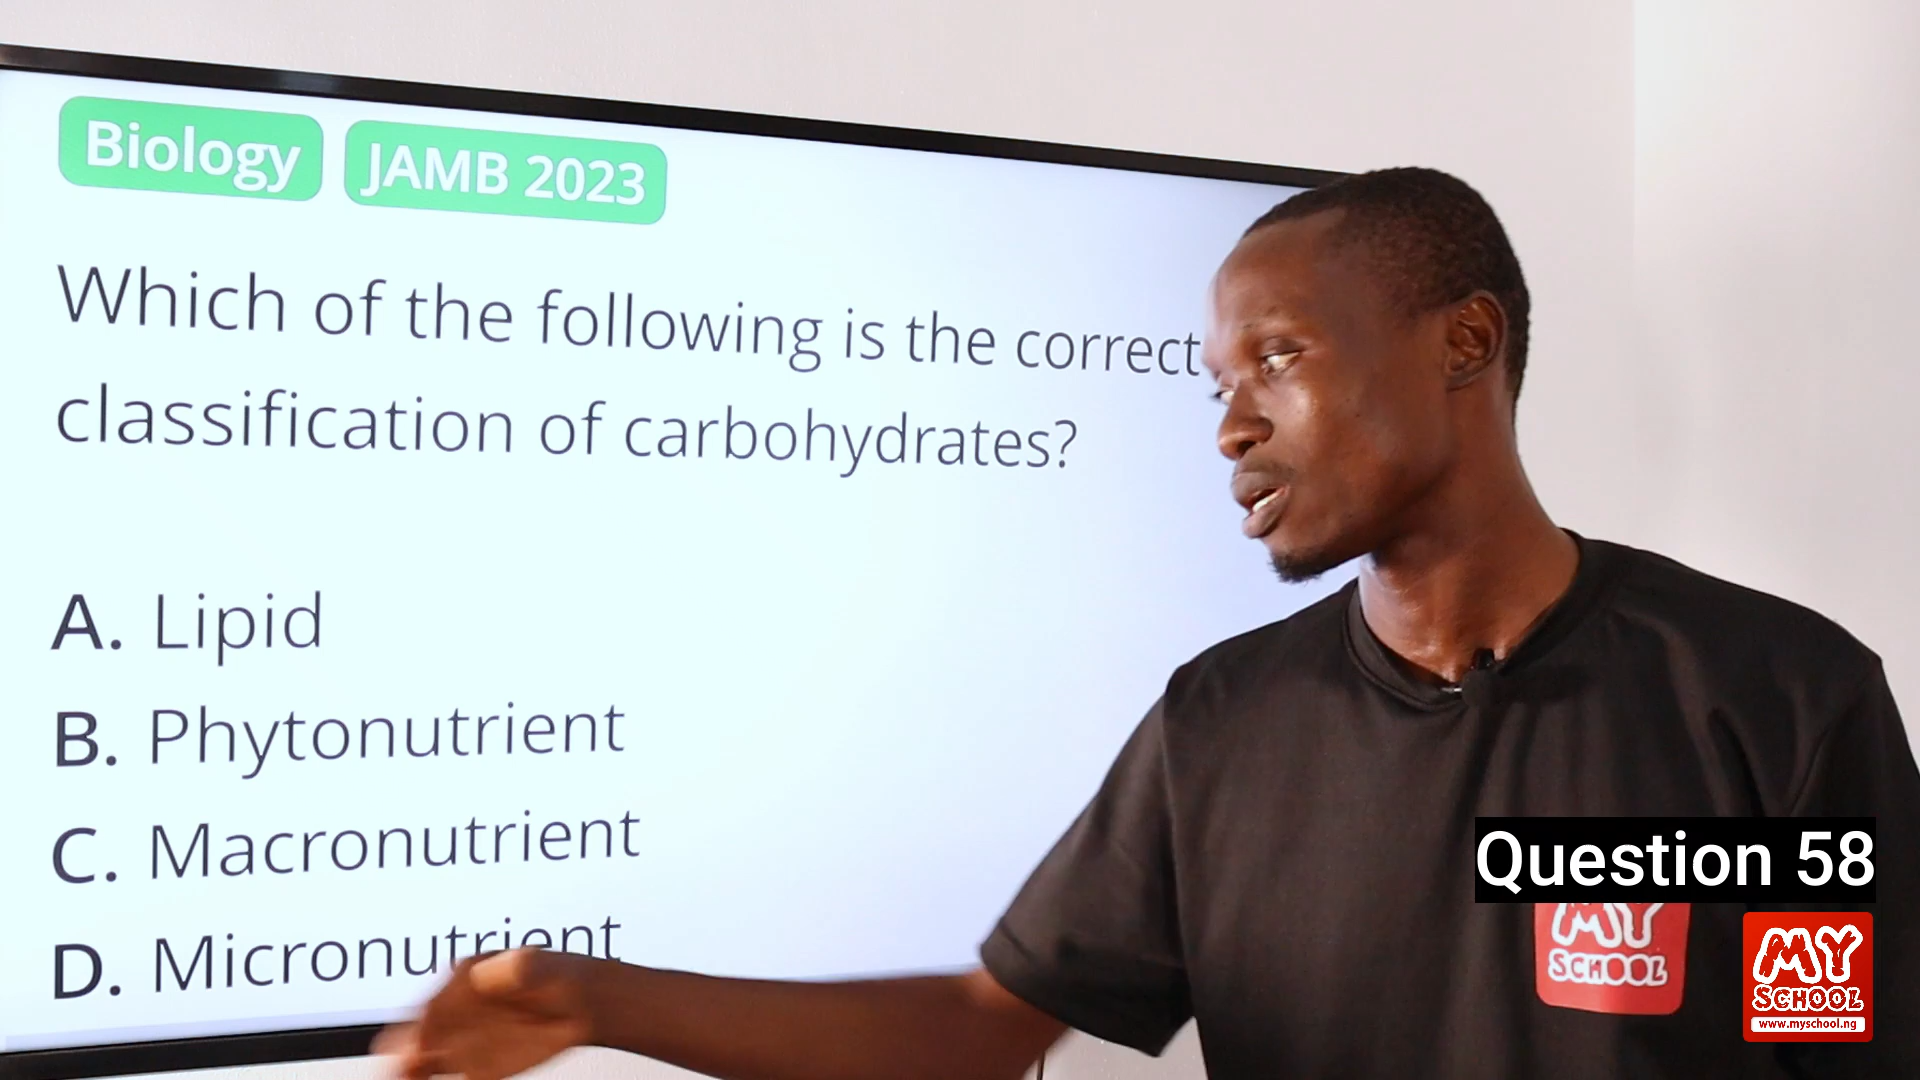 Biology JAMB 2023
Which of the following is the correct
classification of carbohydrates?
A. Lipid
B. Phytonutrient
C. Macronutrient
D. Micronutrient
Question 58
MY
SCHOOL
MY
SCHOOL
www.myschool.ng